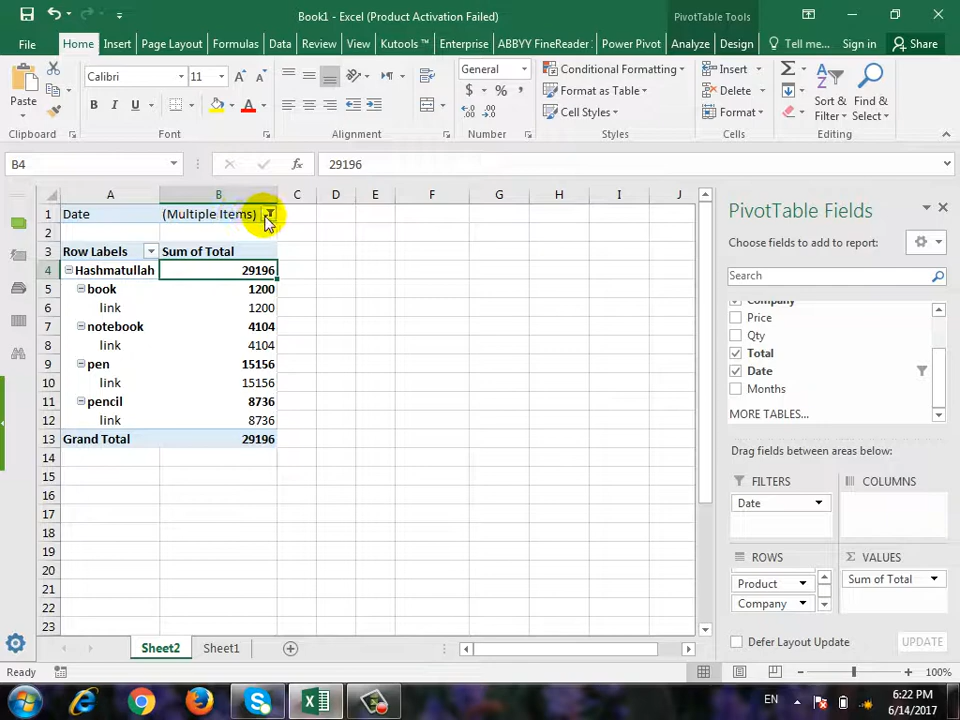 Book1 - Excel (Product Activation Failed)
PivotTable Tools
File
Home
Insert
Page Layout
Formulas
Data
Review
View
Kutools ™
Enterprise
ABBYY FineReader
Power Pivot
Analyze
Design
Tell me...
Sign in
Share
Paste
Clipboard
Calibri
11
B I U
Font
Alignment
General
$ % ,
Number
Conditional Formatting
Format as Table
Cell Styles
Styles
Insert
Delete
Format
Cells
Sort &
Filter
Find &
Select
Editing
B4
fx
29196
A B C D E F G H I J
1 Date (Multiple Items)
2
3 Row Labels Sum of Total
4 Hashmatullah 29196
5 book 1200
6 link 1200
7 notebook 4104
8 link 4104
9 pen 15156
10 link 15156
11 pencil 8736
12 link 8736
13 Grand Total 29196
14
15
16
17
18
19
20
21
22
23
PivotTable Fields
Choose fields to add to report:
Search
Company
Price
Qty
Total
Date
Months
MORE TABLES...
Drag fields between areas below:
FILTERS
COLUMNS
Date
ROWS
Σ VALUES
Product
Company
Sum of Total
Defer Layout Update
UPDATE
Sheet2
Sheet1
Ready
100%
EN
6:22 PM
6/14/2017